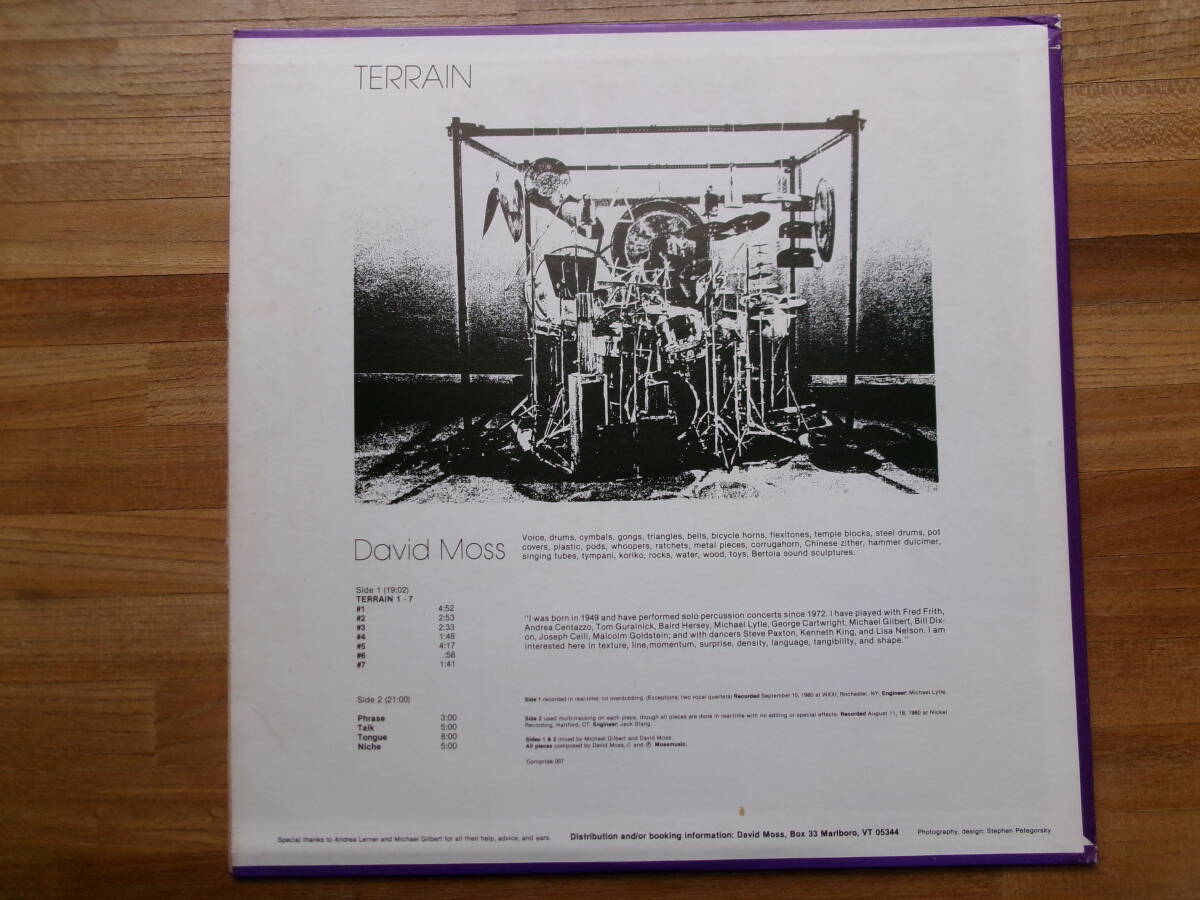 TERRAIN
David Moss
Voice, drums, cymbals, gongs, triangles, bells, bicycle horns, flexitones, temple blocks, steel drums, pot
covers, plastic, pods, whoopers, ratchets, metal pieces, corrugahorn, Chinese zither, hammer dulcimer,
singing tubes, tympani, koriko, rocks, water, wood, toys, Bertoia sound sculptures.
Side 1 (19:02)
TERRAIN 1 - 7
#1 4:52
#2 2:53
#3 2:33
#4 1:48
#5 4:17
#6 :58
#7 1:41
"I was born in 1949 and have performed solo percussion concerts since 1972. I have played with Fred Frith,
Andrea Centazzo, Tom Guralnick, Baird Hersey, Michael Lytle, George Cartwright, Michael Gilbert, Bill Dix-
on, Joseph Celli, Malcolm Goldstein; and with dancers Steve Paxton, Kenneth King, and Lisa Nelson. I am
interested here in texture, line,momentum, surprise, density, language, tangibility, and shape."
Side 2 (21:00)
Phrase 3:00
Talk 5:00
Tongue 8:00
Niche 5:00
Side 1 recorded in real-time; no overdubbing. (Exceptions: two vocal quartets) Recorded September 10, 1980 at WXXI, Rochester, NY; Engineer: Michael Lytle.
Side 2 used multi-tracking on each piece, though all pieces are done in real-time with no editing or special effects. Recorded August 11, 18, 1980 at Nickel
Recording, Hartford, CT. Engineer: Jack Stang.
Sides 1 & 2 mixed by Michael Gilbert and David Moss.
All pieces composed by David Moss, © and ℗ Mossmusic.
Comprise 007
Special thanks to Andrea Lerner and Michael Gilbert for all their help, advice, and ears.
Distribution and/or booking information: David Moss, Box 33 Marlboro, VT 05344
Photography, design: Stephen Petegorsky